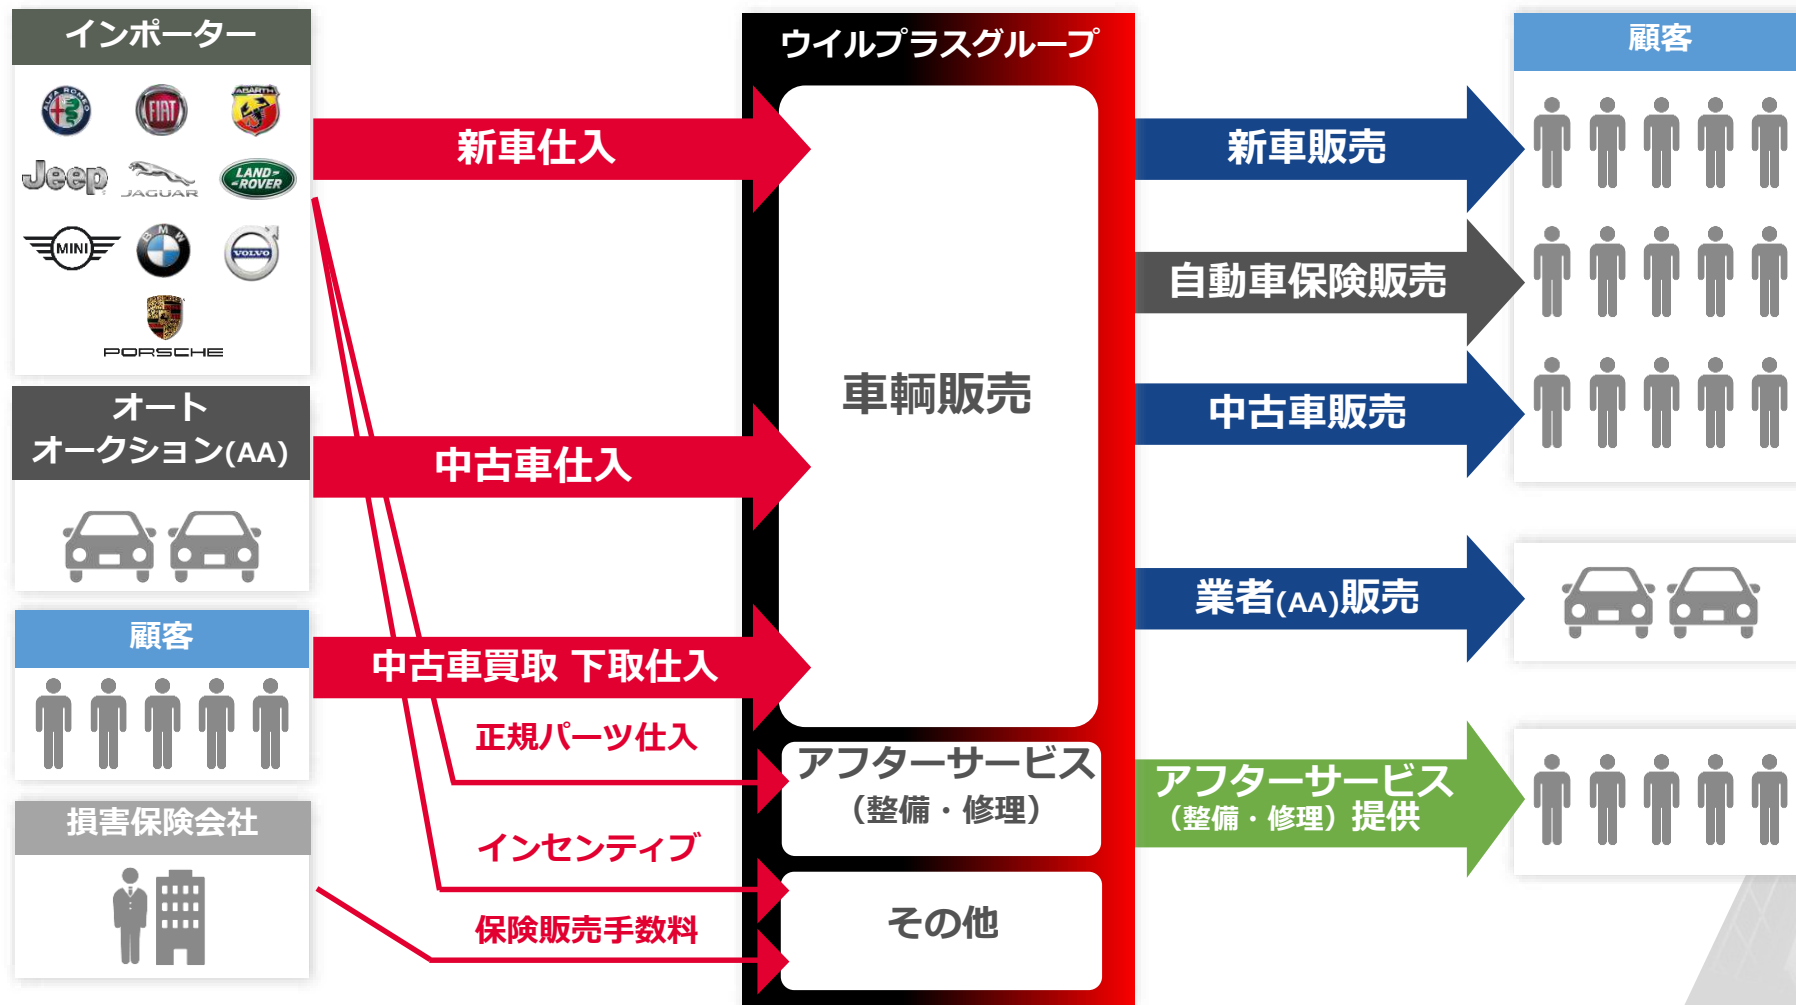 インポーター
ALFA ROMEO
FIAT
ABARTH
Jeep
JAGUAR
LAND-
-ROVER
MINI
BMW
VOLVO
PORSCHE
オート
オークション(AA)
顧客
損害保険会社
新車仕入
中古車仕入
中古車買取 下取仕入
正規パーツ仕入
インセンティブ
保険販売手数料
ウイルプラスグループ
車輌販売
アフターサービス
（整備・修理）
その他
新車販売
自動車保険販売
中古車販売
業者(AA)販売
アフターサービス
（整備・修理）提供
顧客